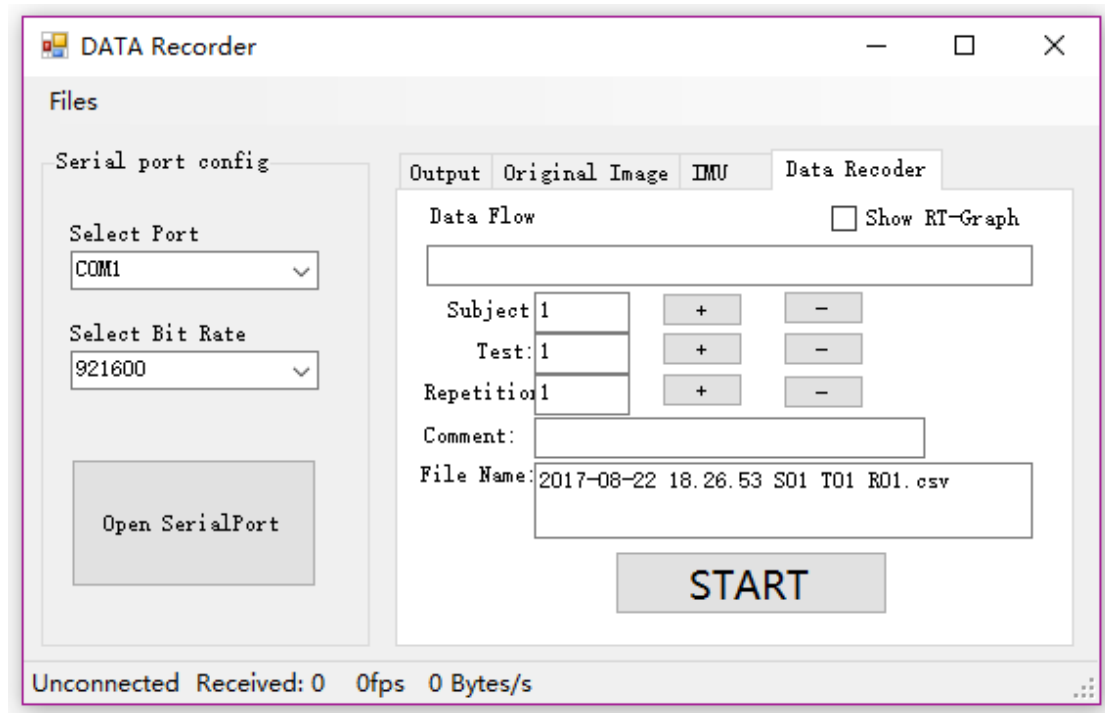 DATA Recorder
Files
Serial port config
Select Port
COM1
Select Bit Rate
921600
Open SerialPort
Output Original Image IMU Data Recoder
Data Flow Show RT-Graph
Subject 1 + -
Test: 1 + -
Repetition 1 + -
Comment:
File Name: 2017-08-22 18.26.53 S01 T01 R01.csv
START
Unconnected Received: 0 0fps 0 Bytes/s